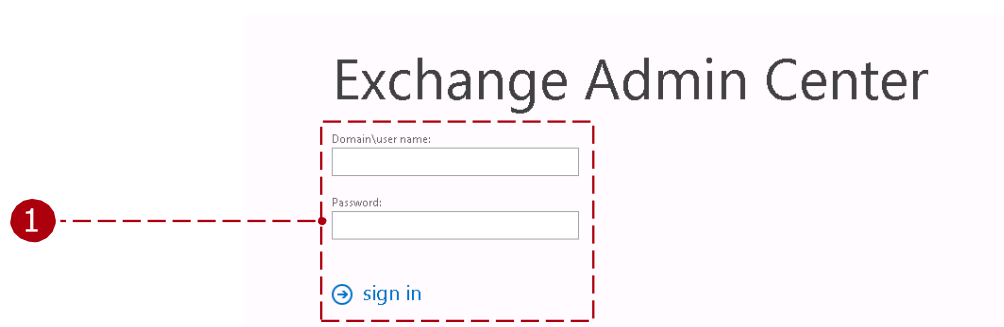 Exchange Admin Center
Domain\user name:
Password:
1
sign in